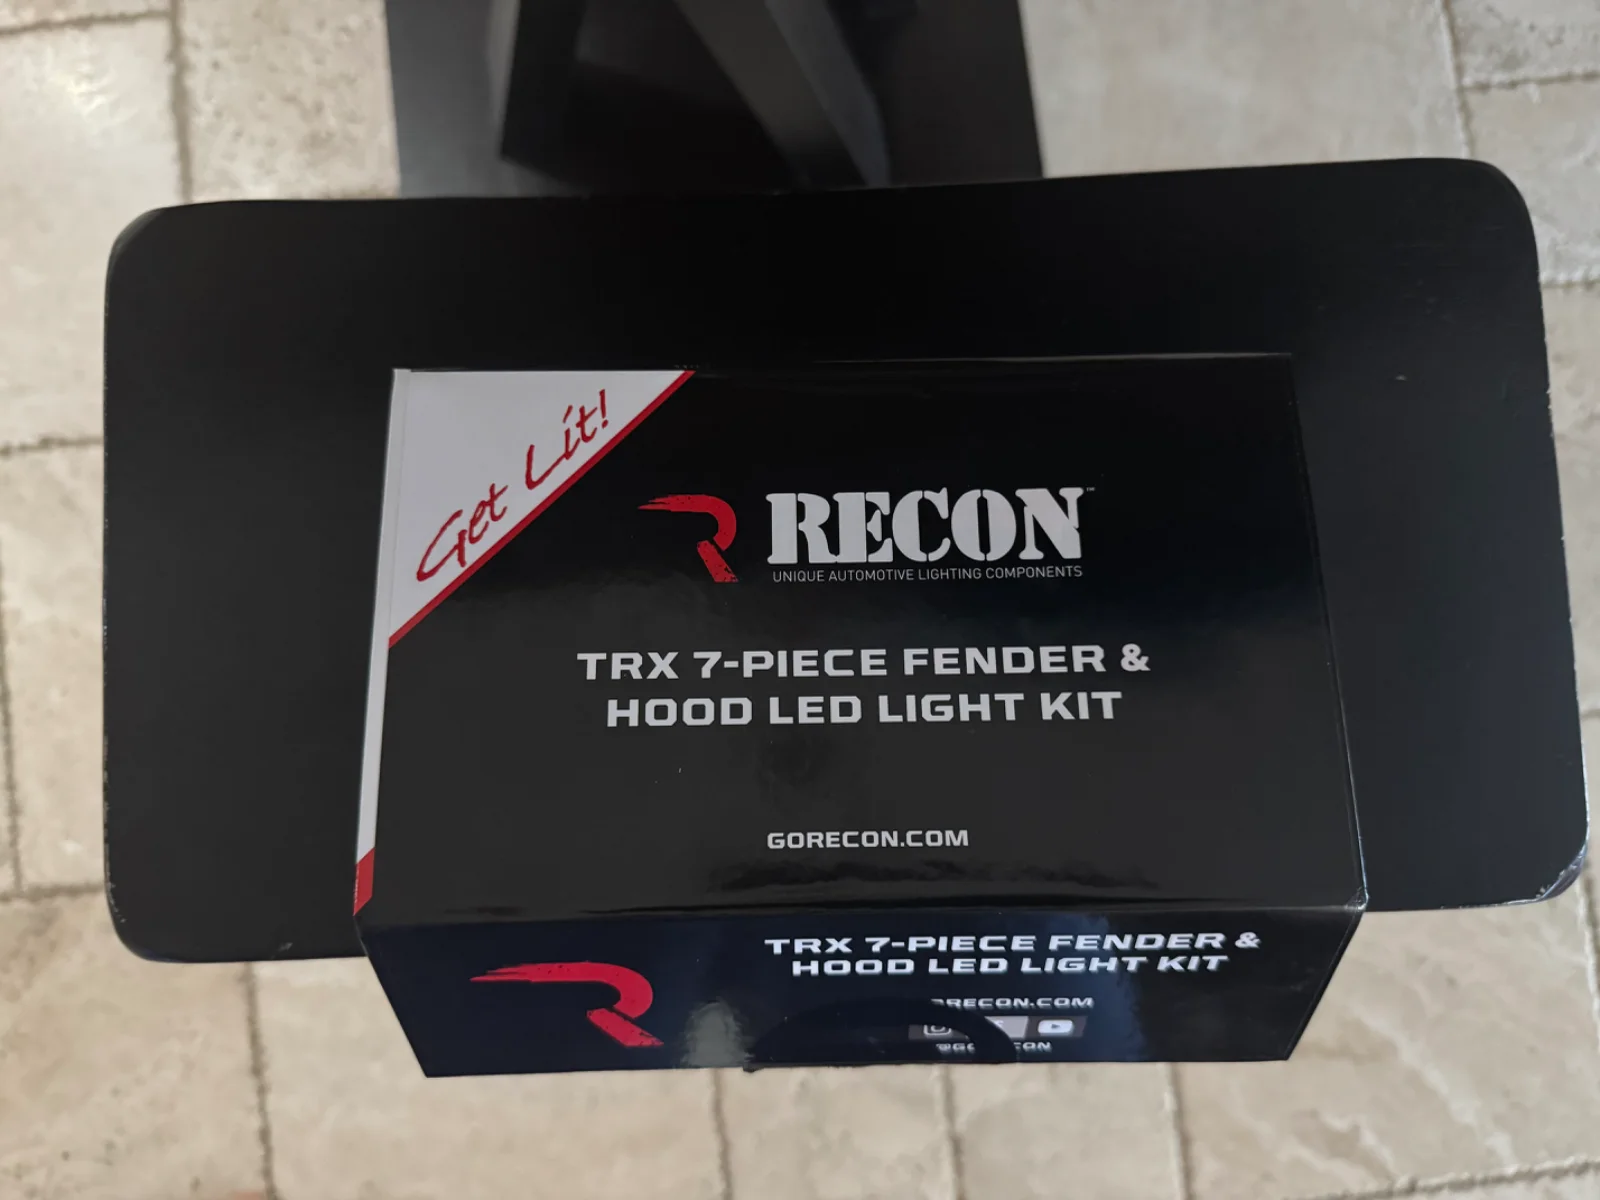 Get Lit!
RECON™
UNIQUE AUTOMOTIVE LIGHTING COMPONENTS
TRX 7-PIECE FENDER &
HOOD LED LIGHT KIT
GORECON.COM
TRX 7-PIECE FENDER &
HOOD LED LIGHT KIT